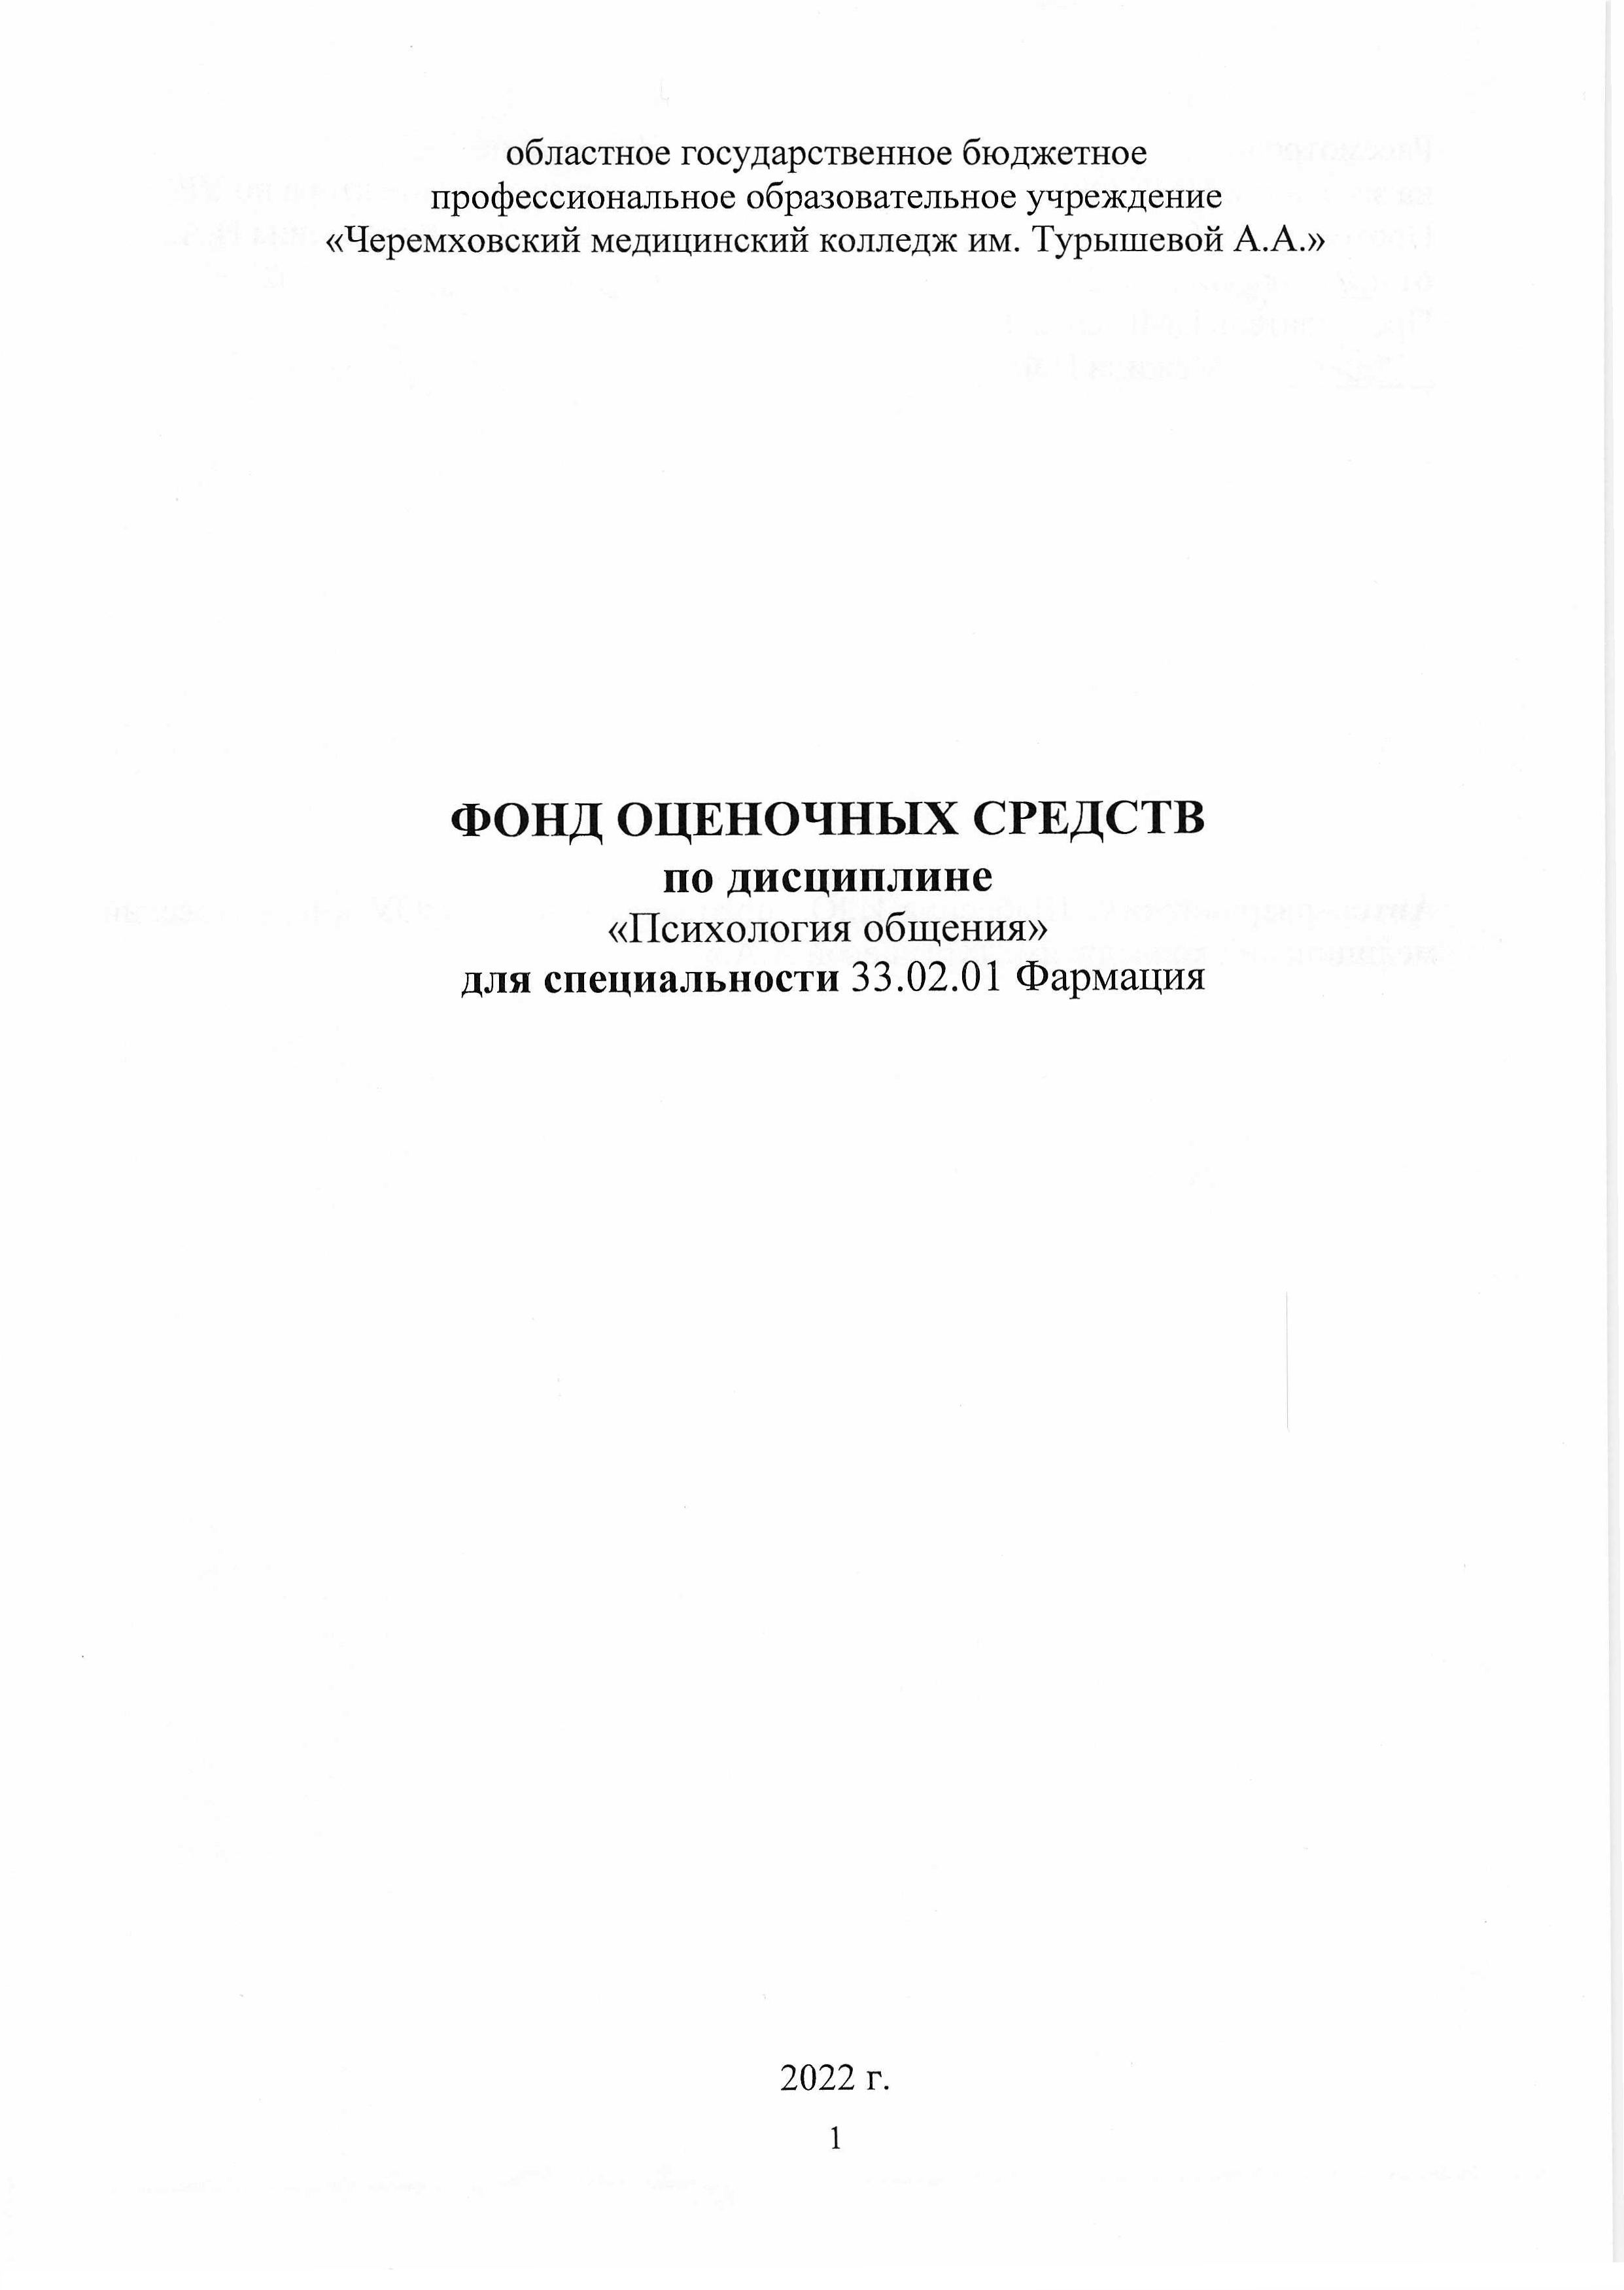 областное государственное бюджетное
профессиональное образовательное учреждение
«Черемховский медицинский колледж им. Турышевой А.А.»
ФОНД ОЦЕНОЧНЫХ СРЕДСТВ
по дисциплине
«Психология общения»
для специальности 33.02.01 Фармация
2022 г.
1